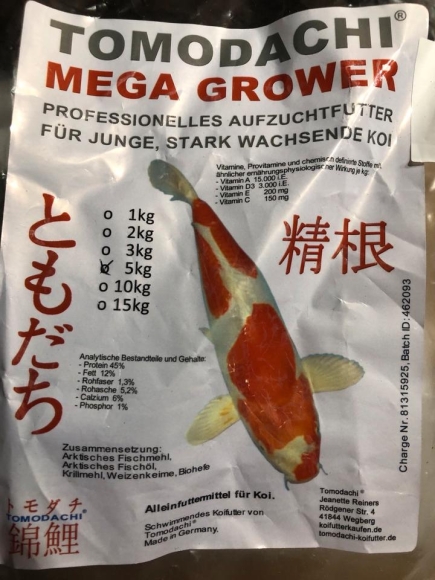 TOMODACHI®
MEGA GROWER
PROFESSIONELLES AUFZUCHTFUTTER
FÜR JUNGE, STARK WACHSENDE KOI
Vitamine, Provitamine und chemisch definierte Stoffe mit
ähnlicher ernährungsphysiologischer Wirkung je kg:
- Vitamin A 15.000 I.E.
- Vitamin D3 3.000 I.E.
- Vitamin E 200 mg
- Vitamin C 150 mg
ともだち
o 1kg
o 2kg
o 3kg
o 5kg
o 10kg
o 15kg
精根
Analytische Bestandteile und Gehalte:
- Protein 45%
- Fett 12%
- Rohfaser 1,3%
- Rohasche 5,2%
- Calzium 6%
- Phosphor 1%
Charge Nr. 81315925, Batch ID: 462093
Zusammensetzung:
Arktisches Fischmehl,
Arktisches Fischöl,
Krillmehl, Weizenkeime, Biohefe
トモダチ
TOMODACHI®
錦鯉
Alleinfuttermittel für Koi.
Schwimmendes Koifutter von
Tomodachi®
Made in Germany,
Tomodachi®
Jeanette Reiners
Rödgener Str. 4
41844 Wegberg
koifutterkaufen.de
tomodachi-koifutter.de